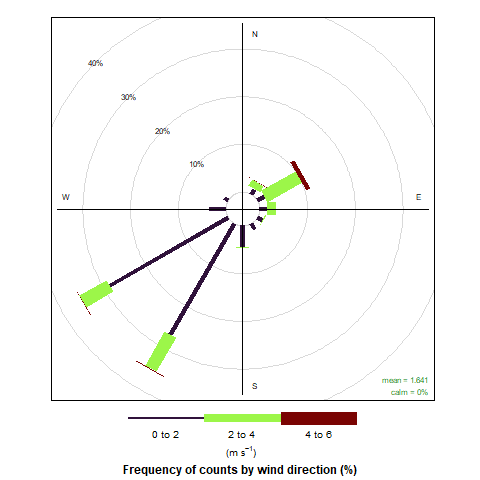 N
40%
30%
20%
10%
W
E
S
mean = 1.641
calm = 0%
0 to 2
2 to 4
4 to 6
(m s⁻¹)
Frequency of counts by wind direction (%)